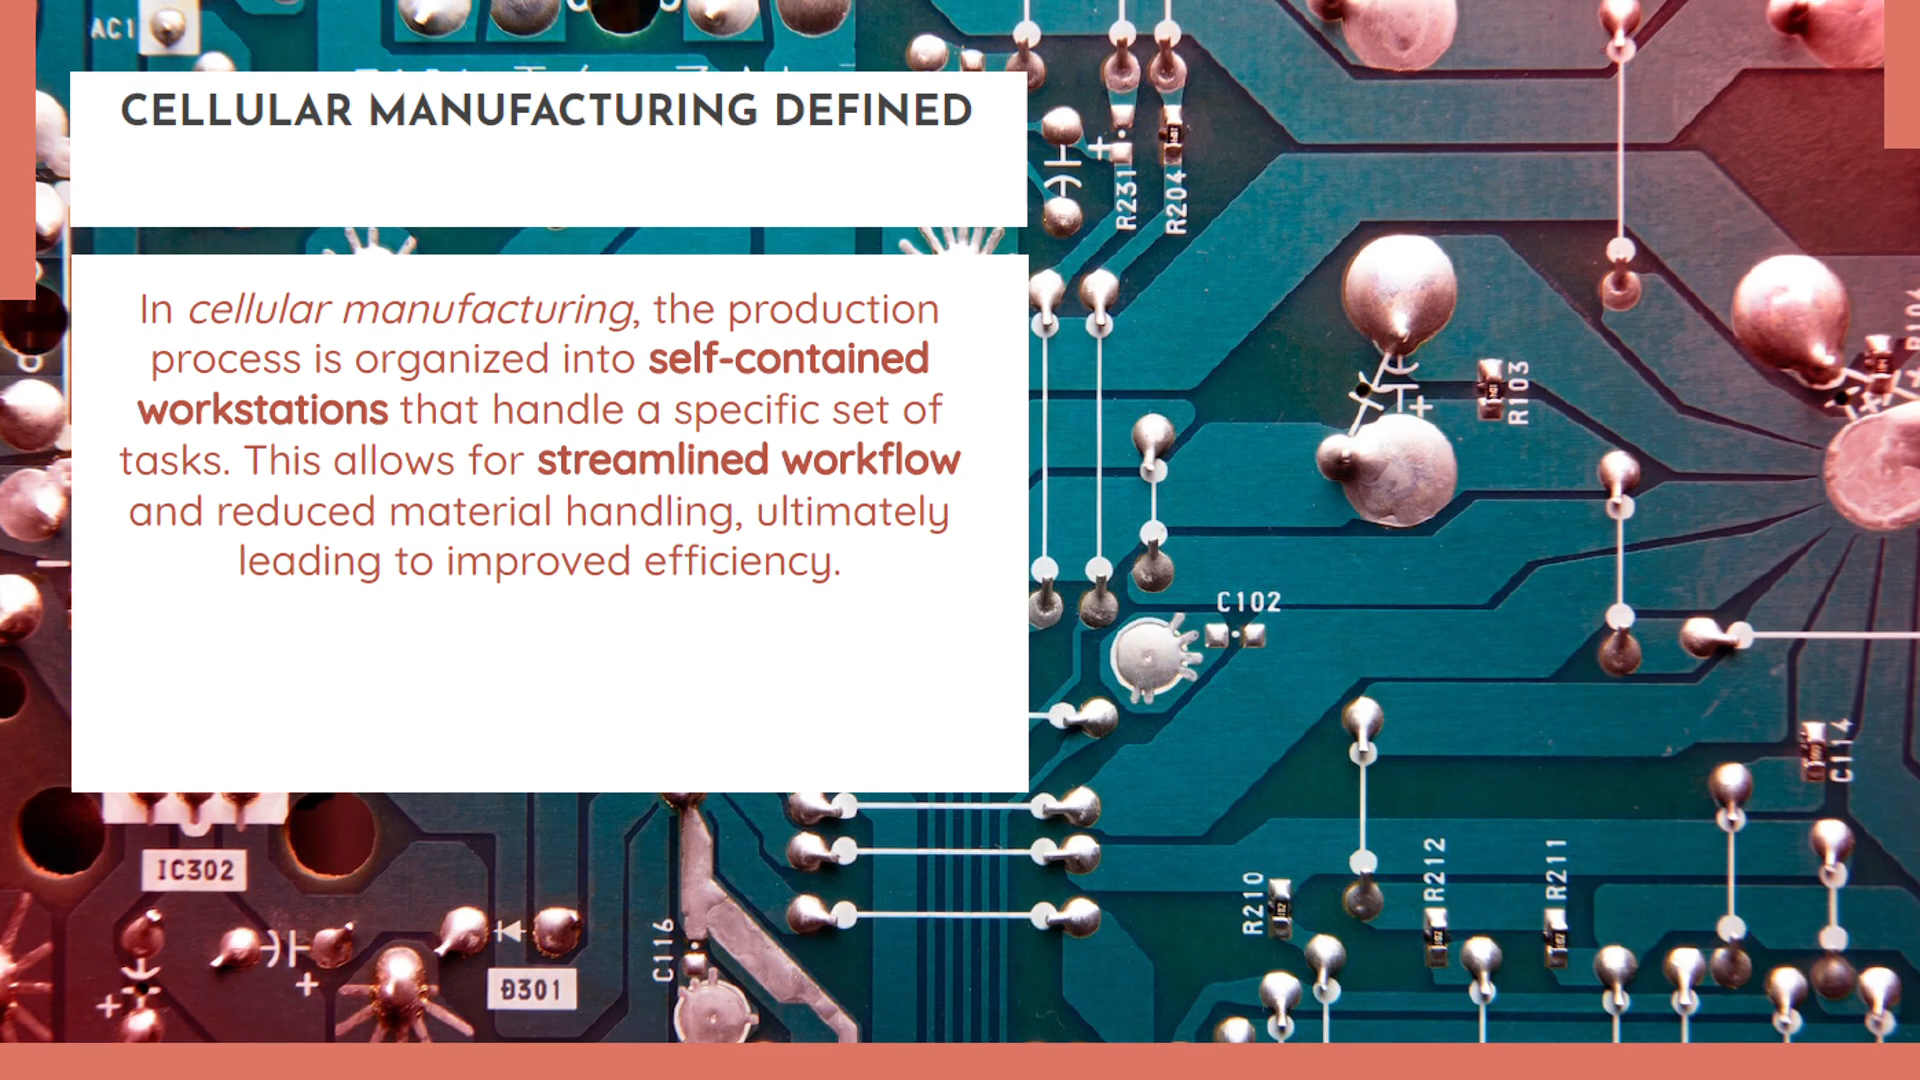 AC1
CELLULAR MANUFACTURING DEFINED
In cellular manufacturing, the production
process is organized into self-contained
workstations that handle a specific set of
tasks. This allows for streamlined workflow
and reduced material handling, ultimately
leading to improved efficiency.
R231
R204
R103
C102
C114
IC302
D301
C116
R210
R212
R211